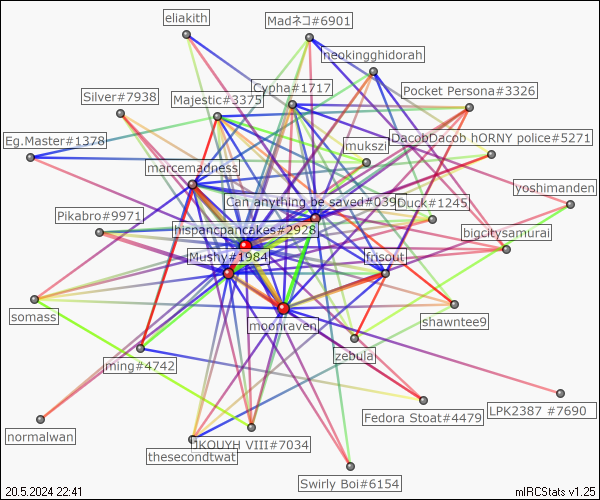 eliakith
Madネコ#6901
neokingghidorah
Cypha#1717
Pocket Persona#3326
Silver#7938
Majestic#3375
Eg.Master#1378
DacobDacob hORNY police#5271
mukszi
marcemadness
yoshimanden
Can anything be saved#039
Duck#1245
Pikabro#9971
hispancpancakes#2928
bigcitysamurai
Mushy#1984
frisout
somass
moonraven
shawntee9
zebula
ming#4742
Fedora Stoat#4479
LPK2387 #7690
normalwan
KOUYH VIII#7034
thesecondtwat
Swirly Boi#6154
20.5.2024 22:41
mIRCStats v1.25